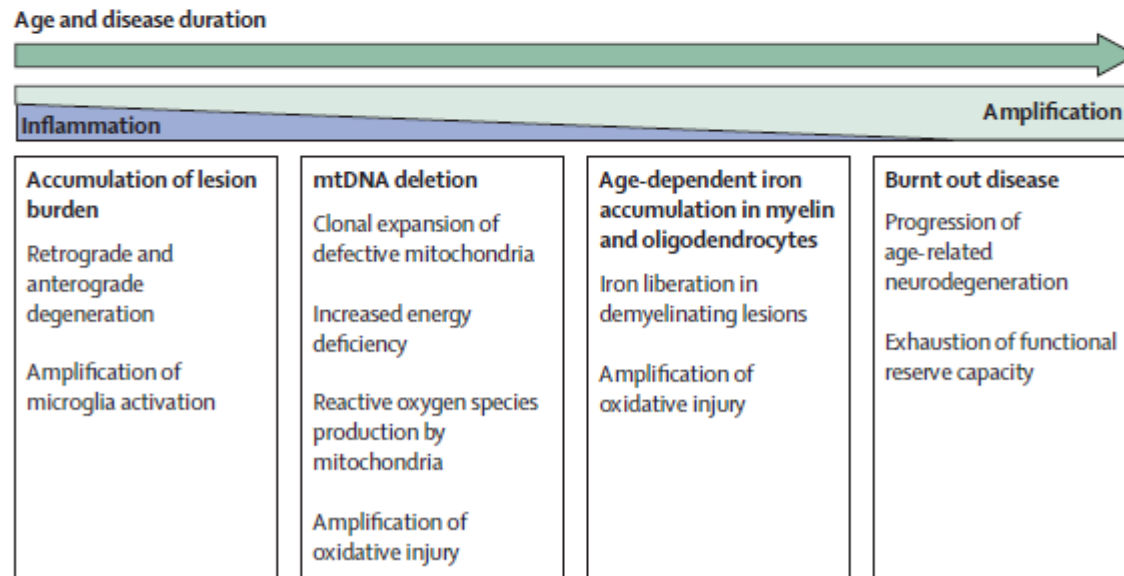 Age and disease duration
Inflammation
Amplification
Accumulation of lesion
burden
Retrograde and
anterograde
degeneration
Amplification of
microglia activation
mtDNA deletion
Clonal expansion of
defective mitochondria
Increased energy
deficiency
Reactive oxygen species
production by
mitochondria
Amplification of
oxidative injury
Age-dependent iron
accumulation in myelin
and oligodendrocytes
Iron liberation in
demyelinating lesions
Amplification of
oxidative injury
Burnt out disease
Progression of
age-related
neurodegeneration
Exhaustion of functional
reserve capacity